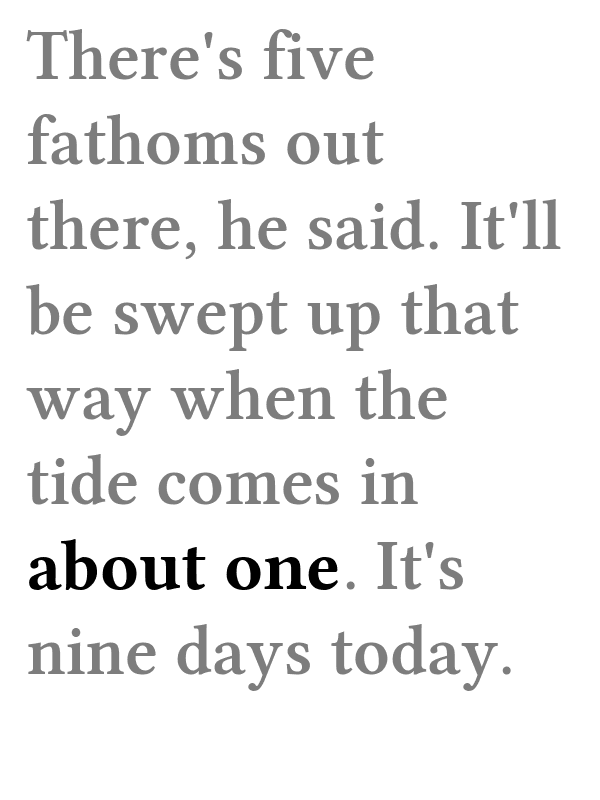 There's five
fathoms out
there, he said. It'll
be swept up that
way when the
tide comes in
about one. It's
nine days today.